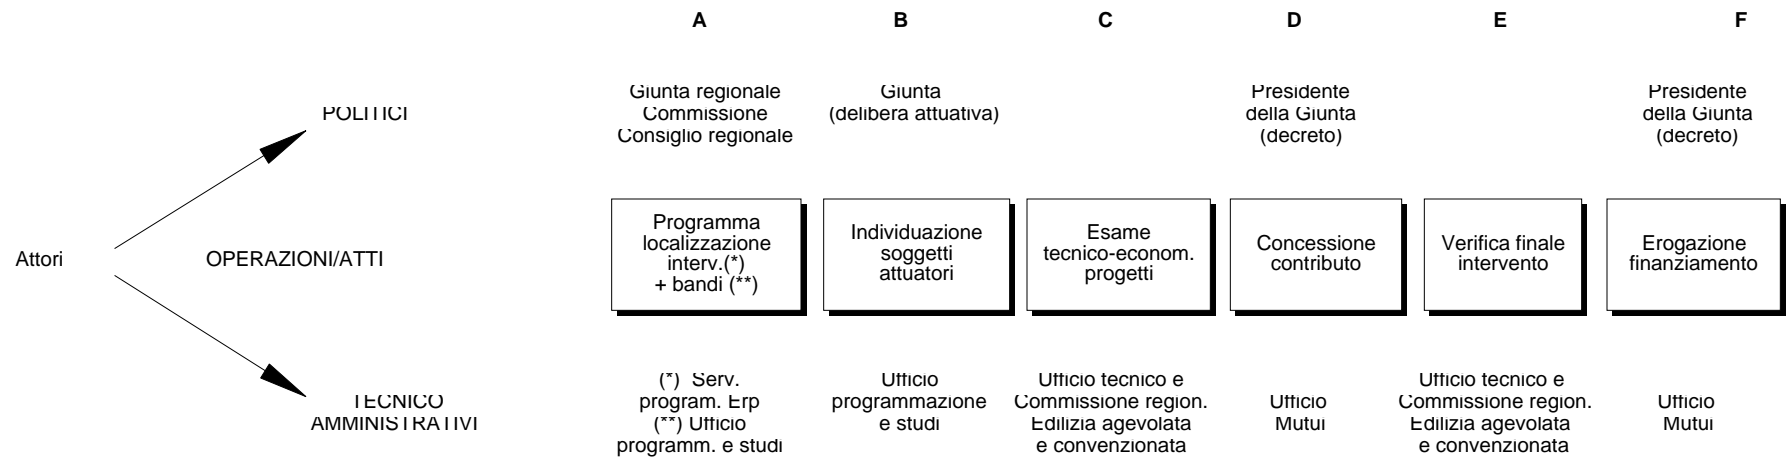 A B C D E F
POLITICI
Giunta regionale
Commissione
Consiglio regionale
Giunta
(delibera attuativa)
Presidente
della Giunta
(decreto)
Presidente
della Giunta
(decreto)
Attori
OPERAZIONI/ATTI
Programma
localizzazione
interv.(*)
+ bandi (**)
Individuazione
soggetti
attuatori
Esame
tecnico-econom.
progetti
Concessione
contributo
Verifica finale
intervento
Erogazione
finanziamento
TECNICO
AMMINISTRATIVI
(*) Serv.
program. Erp
(**) Ufficio
programm. e studi
Ufficio
programmazione
e studi
Ufficio tecnico e
Commissione region.
Edilizia agevolata
e convenzionata
Ufficio
Mutui
Ufficio tecnico e
Commissione region.
Edilizia agevolata
e convenzionata
Ufficio
Mutui